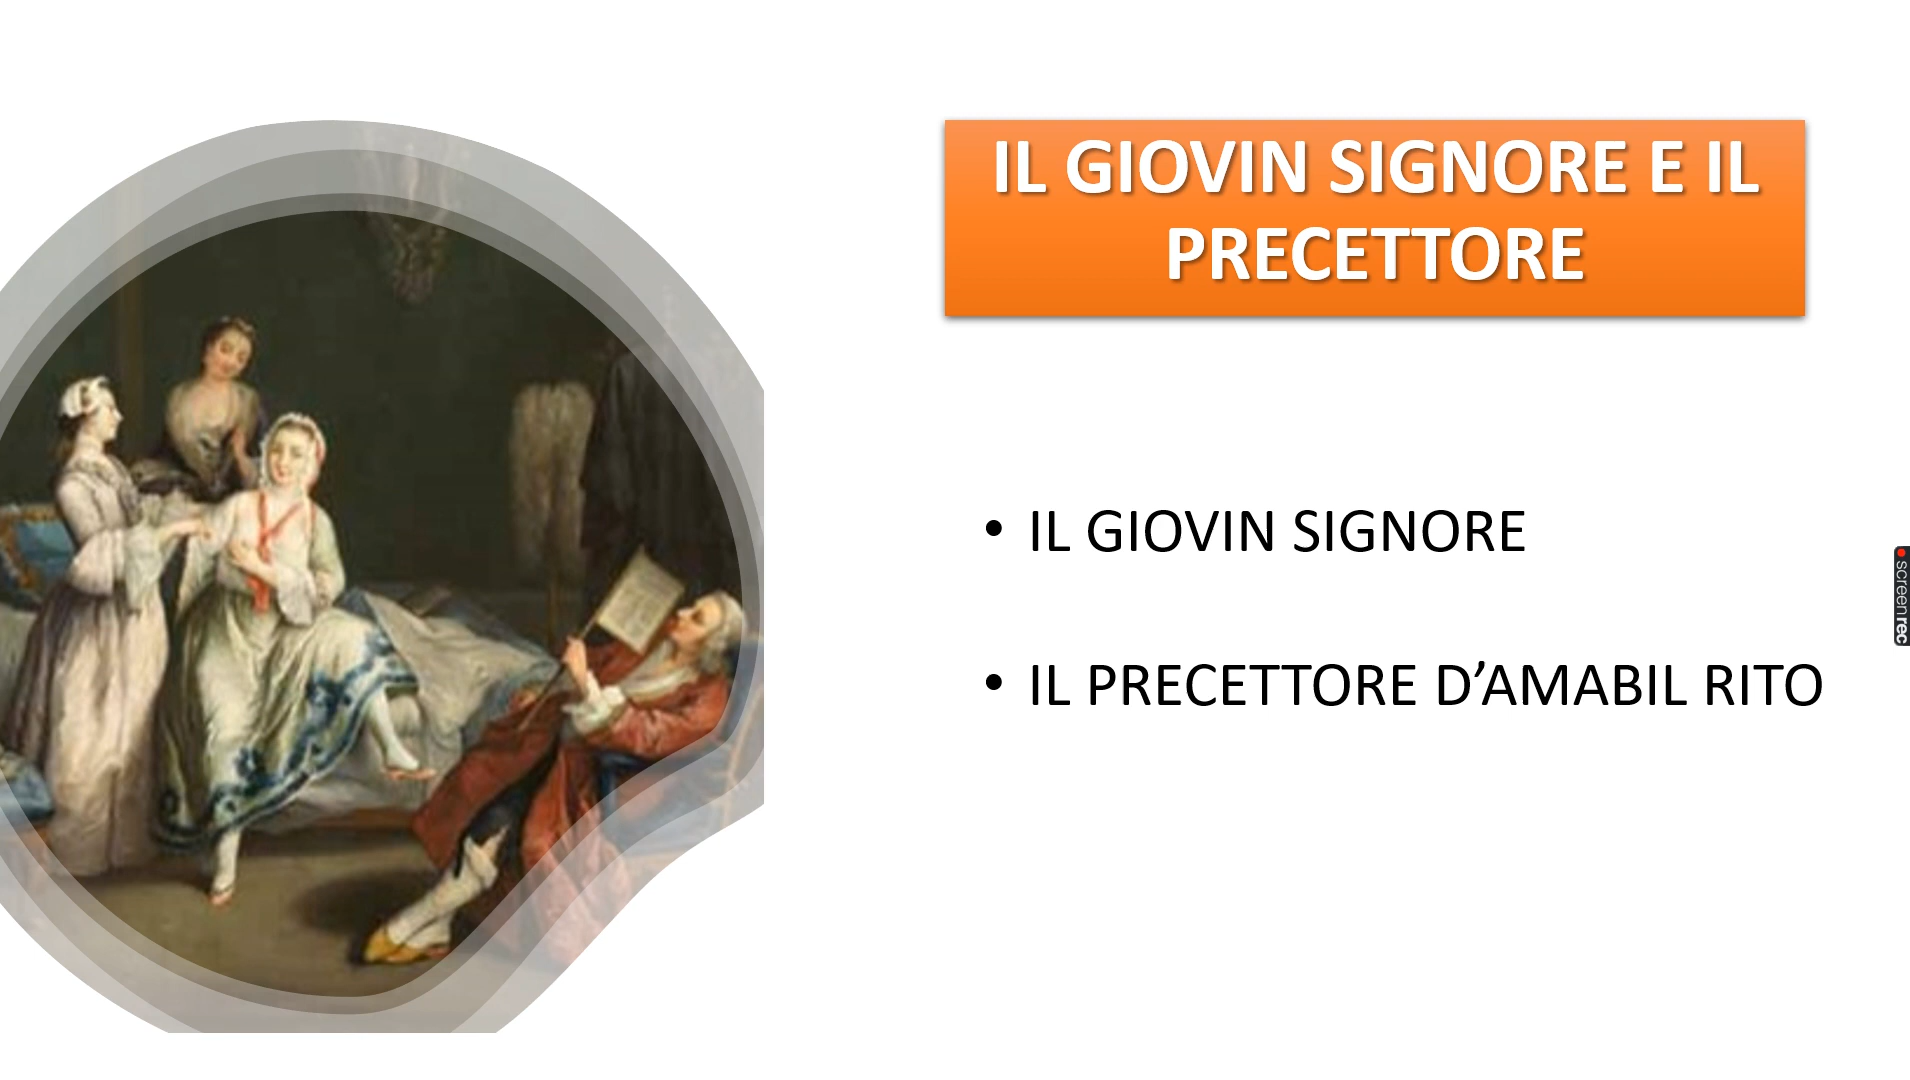 IL GIOVIN SIGNORE E IL
PRECETTORE
• IL GIOVIN SIGNORE
• IL PRECETTORE D’AMABIL RITO
screenrec